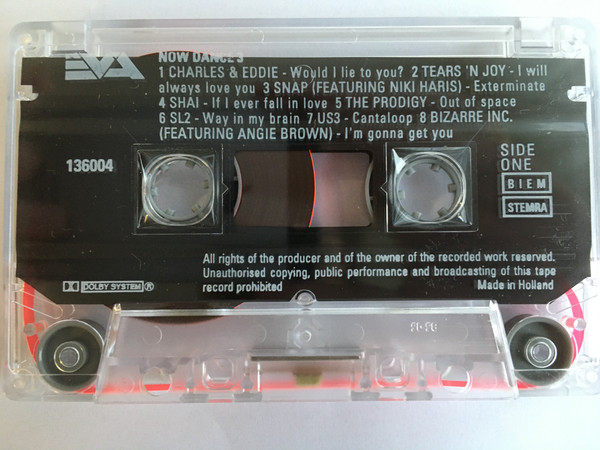 EVA
NOW DANCE 3
1 CHARLES & EDDIE - Would I lie to you? 2 TEARS 'N JOY - I will
always love you 3 SNAP (FEATURING NIKI HARIS) - Exterminate
4 SHAI - If I ever fall in love 5 THE PRODIGY - Out of space
6 SL2 - Way in my brain 7 US3 - Cantaloop 8 BIZARRE INC.
(FEATURING ANGIE BROWN) - I'm gonna get you
136004
SIDE
ONE
BIEM
STEMRA
All rights of the producer and of the owner of the recorded work reserved.
Unauthorised copying, public performance and broadcasting of this tape
record prohibited
Made in Holland
DOLBY SYSTEM ®